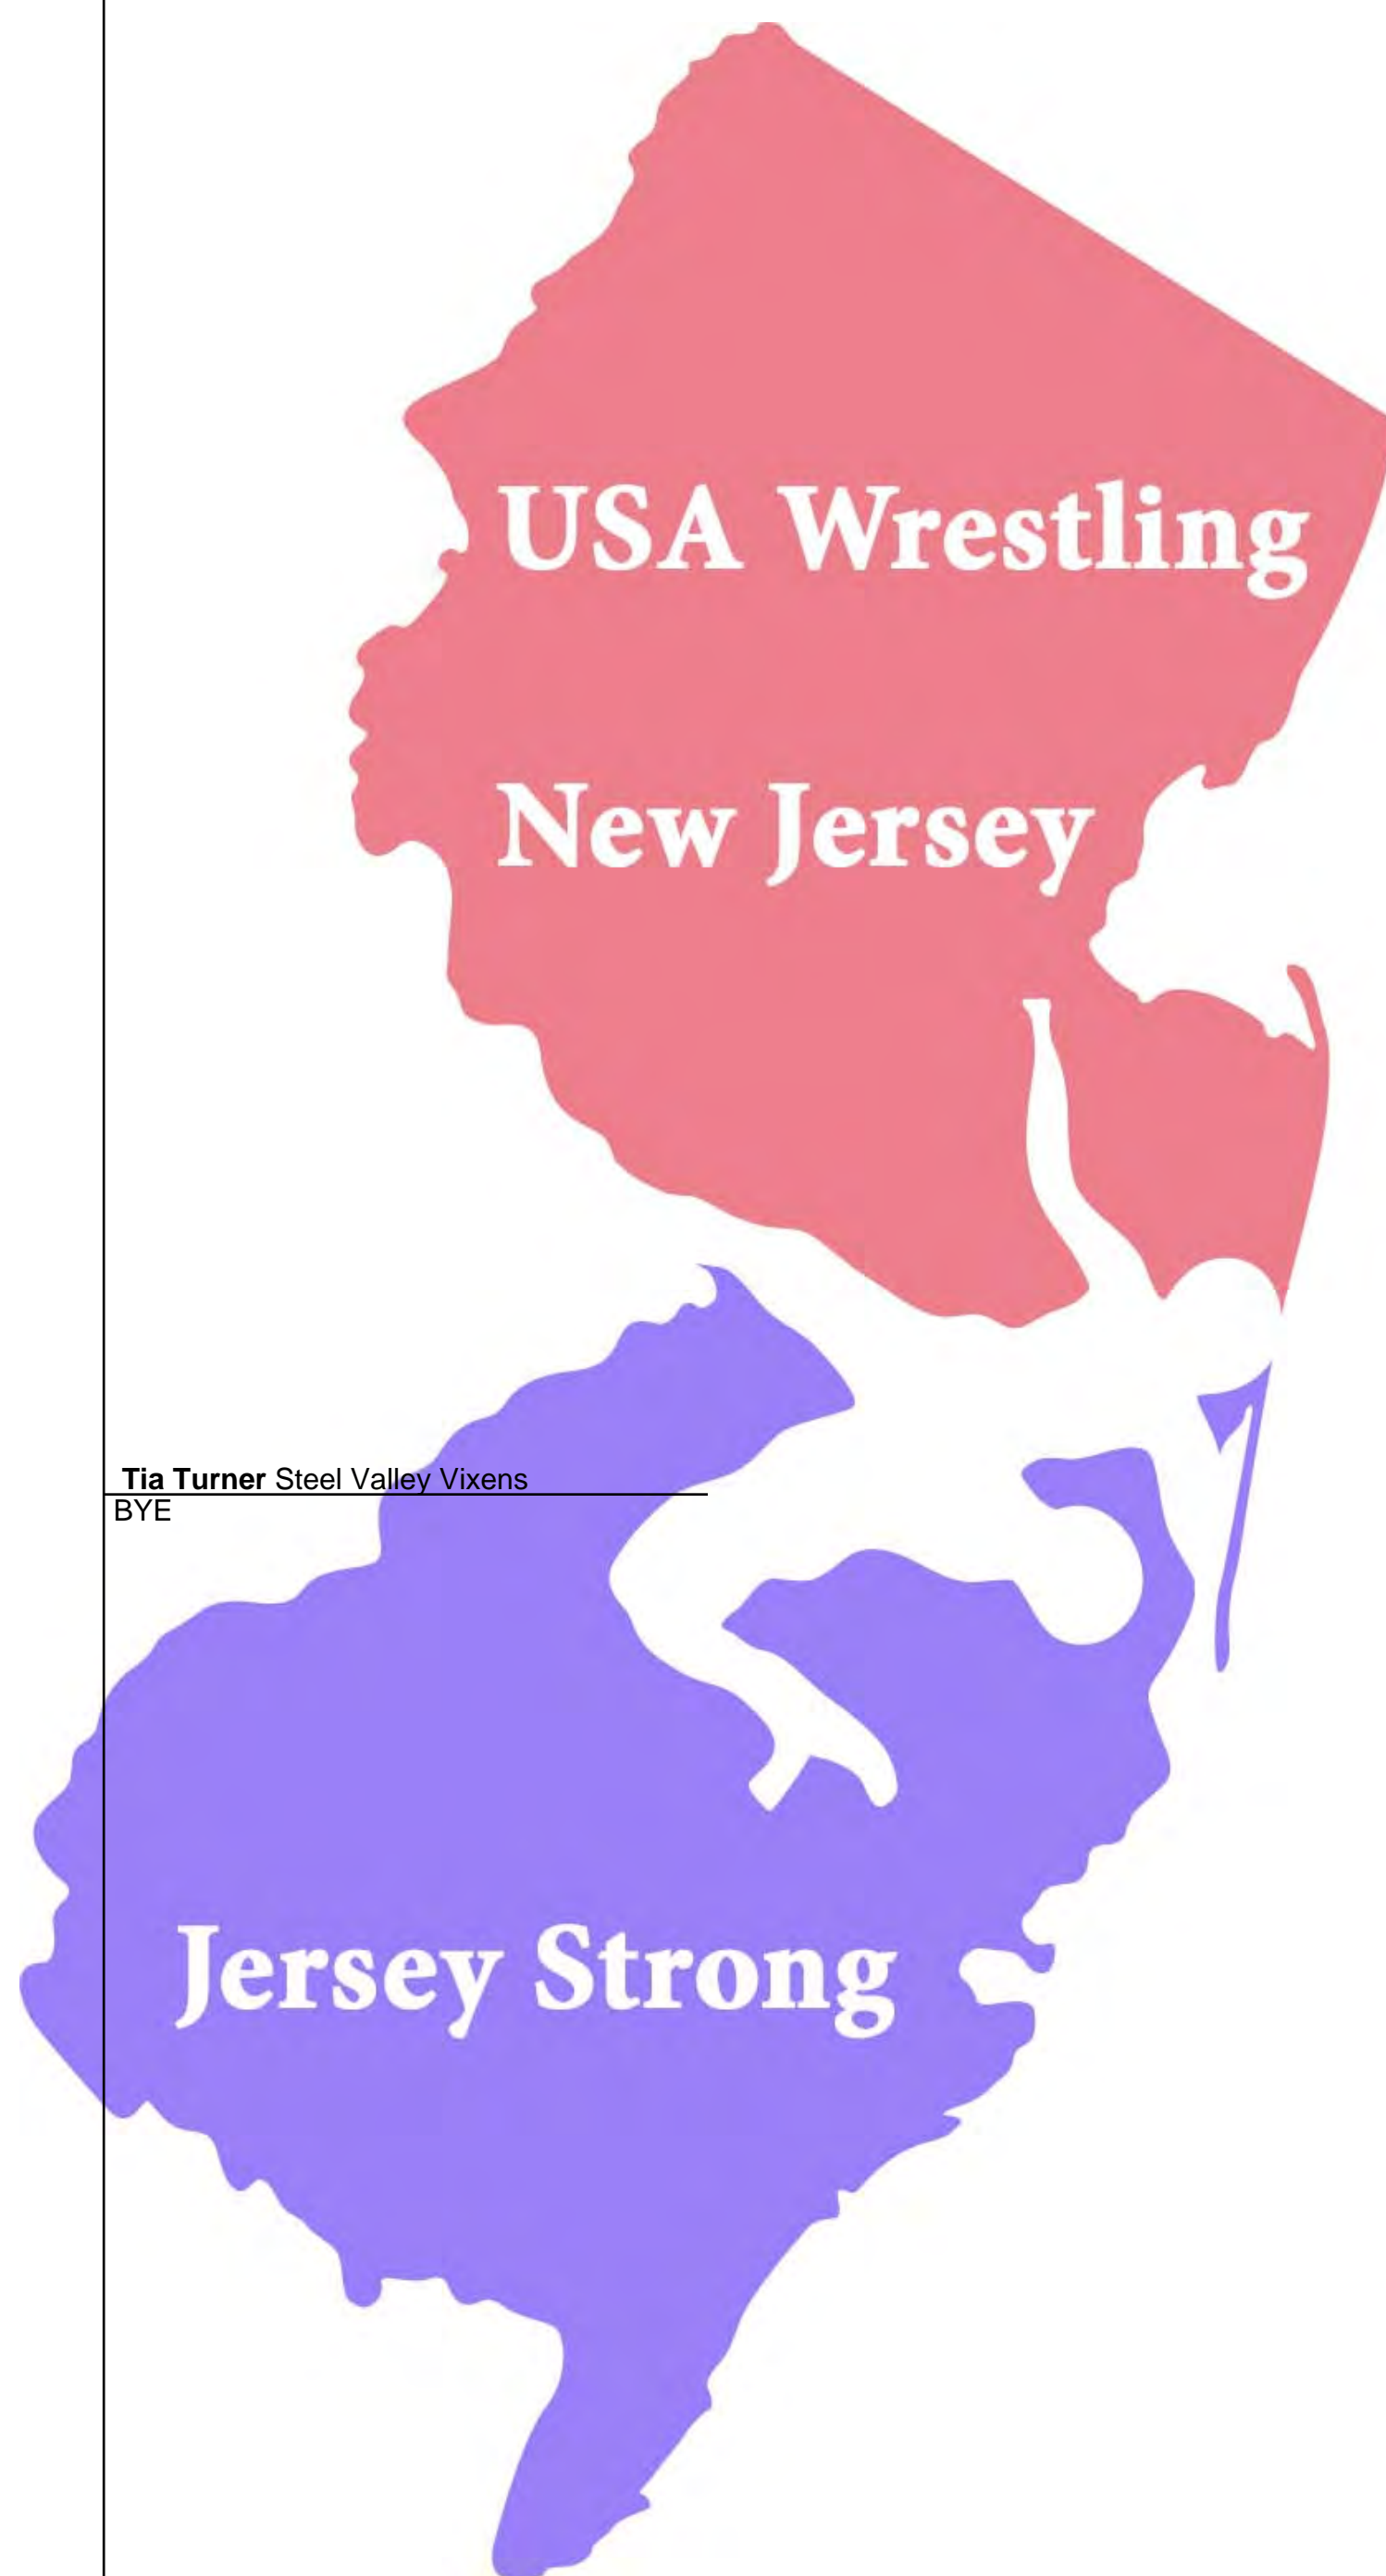 USA Wrestling
New Jersey
Tia Turner Steel Valley Vixens
BYE
Jersey Strong